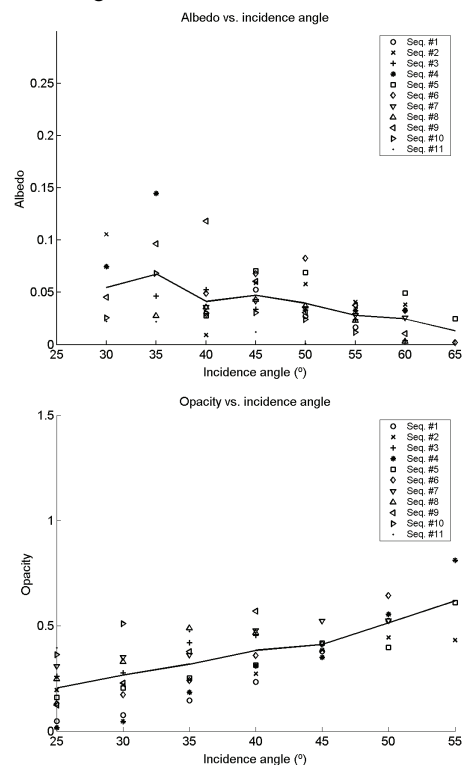 Albedo vs. incidence angle
0.25
0.2
0.15
0.1
0.05
0
Albedo
25 30 35 40 45 50 55 60 65
Incidence angle (º)
Seq. #1
Seq. #2
Seq. #3
Seq. #4
Seq. #5
Seq. #6
Seq. #7
Seq. #8
Seq. #9
Seq. #10
Seq. #11
Opacity vs. incidence angle
1.5
1
0.5
0
Opacity
25 30 35 40 45 50 55
Incidence angle (º)
Seq. #1
Seq. #2
Seq. #3
Seq. #4
Seq. #5
Seq. #6
Seq. #7
Seq. #8
Seq. #9
Seq. #10
Seq. #11